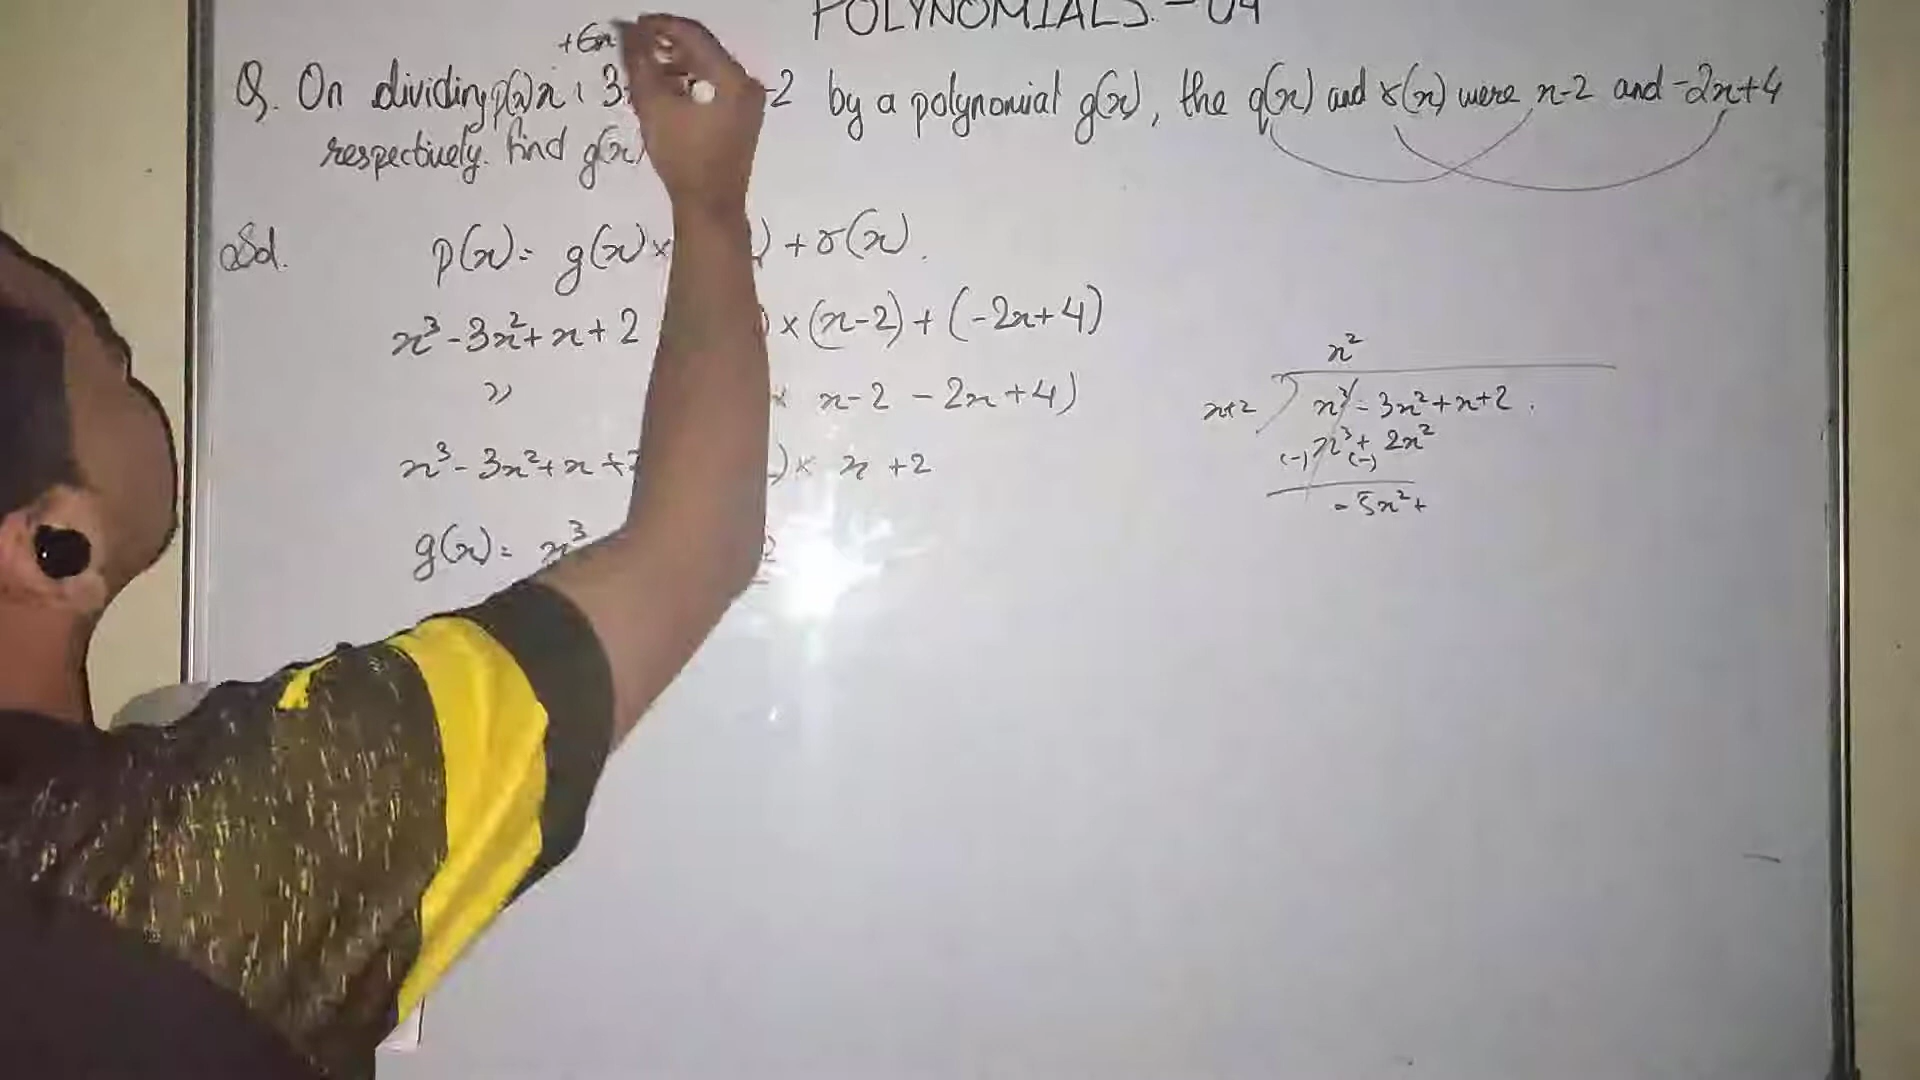 POLYNOMIALS. - 04
+6x
Q. On dividing p(x) x 3 -2 by a polynomial g(x), the q(x) and r(x) were x-2 and -2x+4
respectively. find g(x)
Sol. p(x) = g(x) × ) + r(x).
x³ - 3x² + x + 2 ) × (x-2) + (-2x+4)
" × x-2 - 2x+4)
x³ - 3x² + x + 2 ) × x + 2
g(x) = x³ 2
x²
x+2 ) x³ - 3x² + x + 2.
(-) x³ + 2x²
(-)
- 5x² +